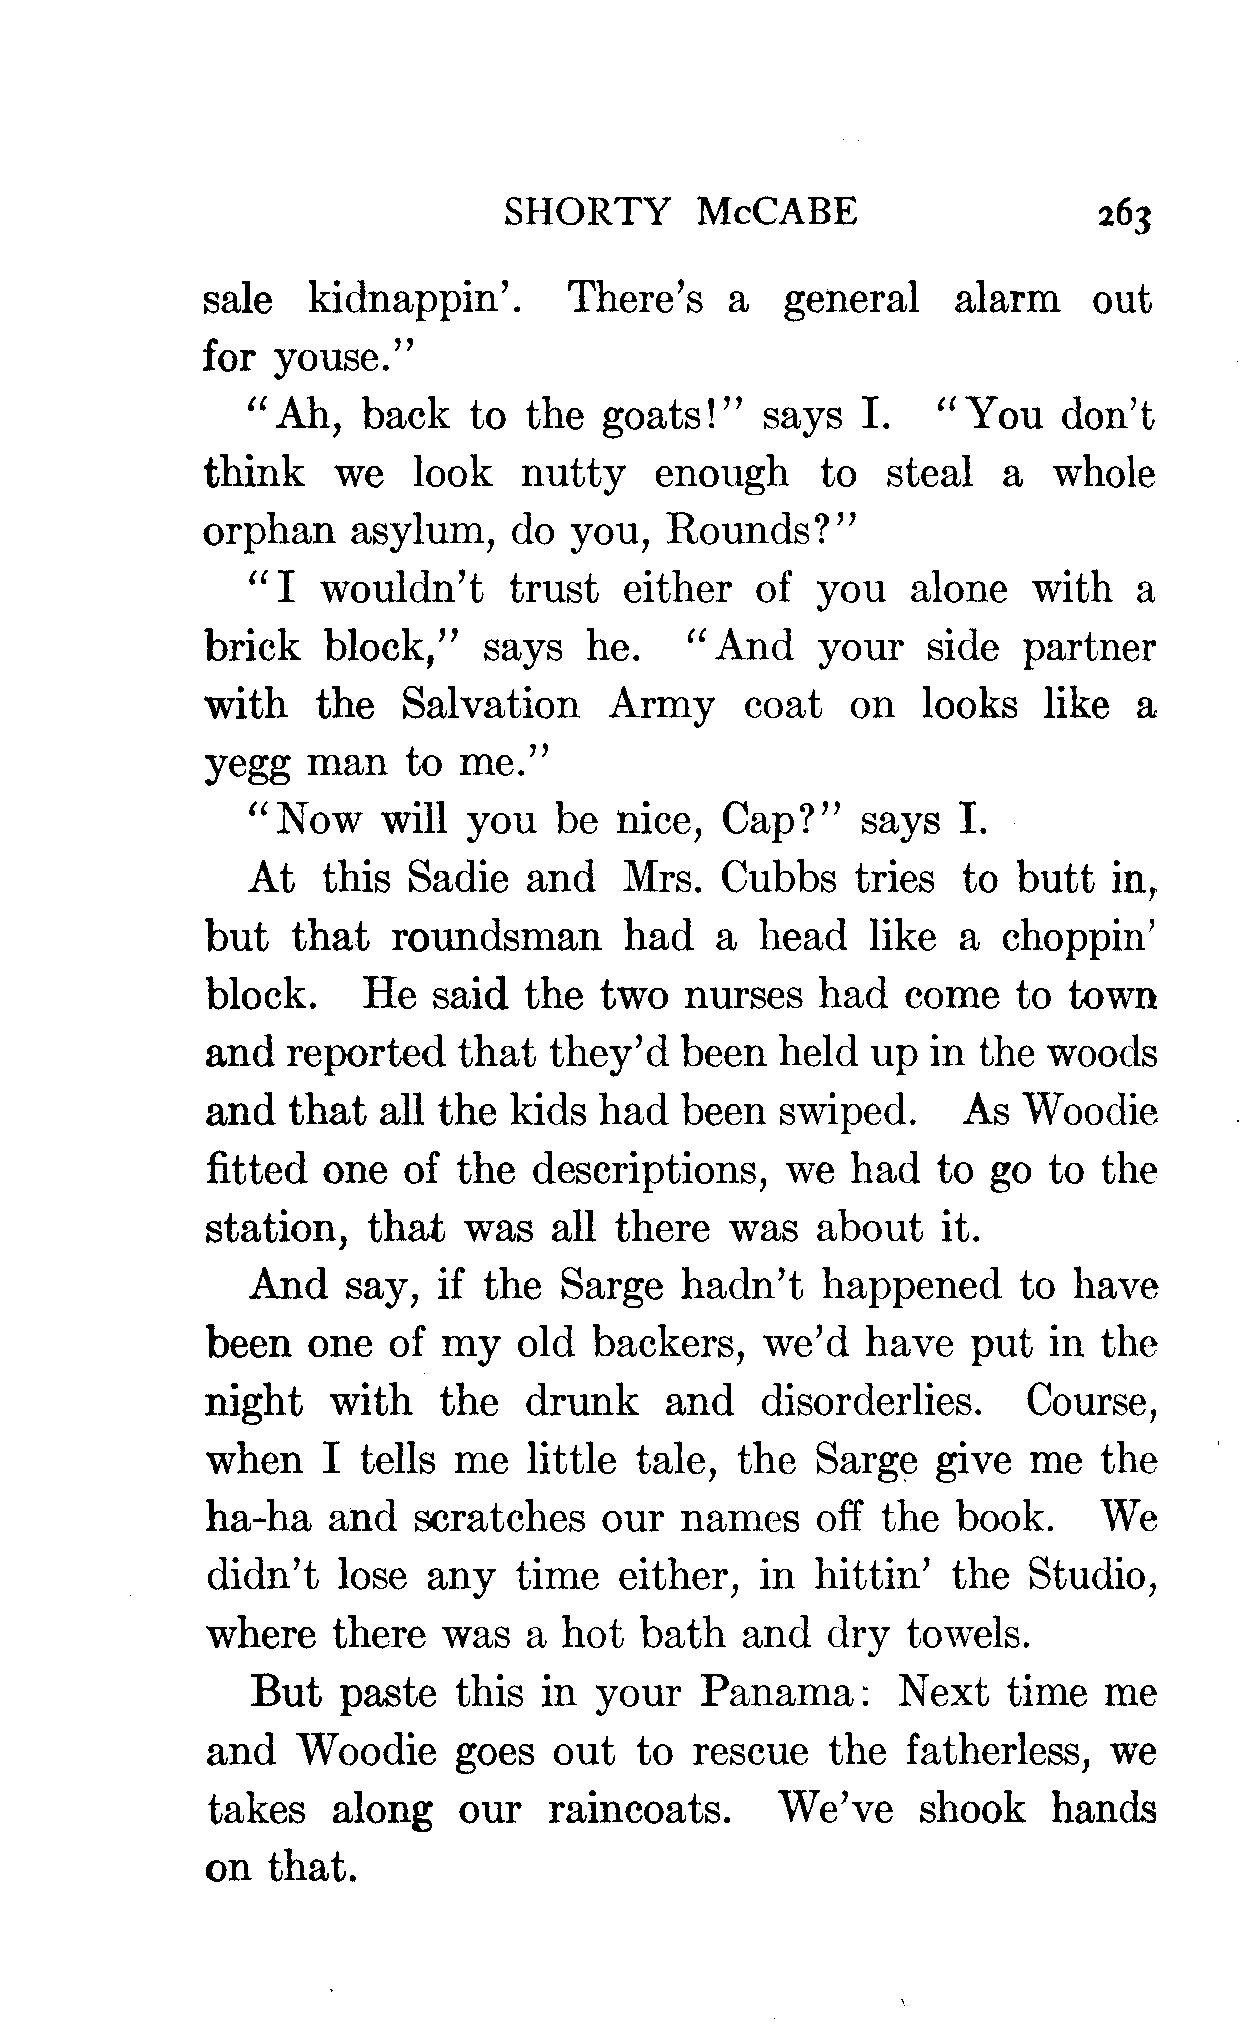 SHORTY McCABE 263
sale kidnappin'. There's a general alarm out
for youse."
"Ah, back to the goats!" says I. "You don't
think we look nutty enough to steal a whole
orphan asylum, do you, Rounds?"
"I wouldn't trust either of you alone with a
brick block," says he. "And your side partner
with the Salvation Army coat on looks like a
yegg man to me."
"Now will you be nice, Cap?" says I.
At this Sadie and Mrs. Cubbs tries to butt in,
but that roundsman had a head like a choppin'
block. He said the two nurses had come to town
and reported that they'd been held up in the woods
and that all the kids had been swiped. As Woodie
fitted one of the descriptions, we had to go to the
station, that was all there was about it.
And say, if the Sarge hadn't happened to have
been one of my old backers, we'd have put in the
night with the drunk and disorderlies. Course,
when I tells me little tale, the Sarge give me the
ha-ha and scratches our names off the book. We
didn't lose any time either, in hittin' the Studio,
where there was a hot bath and dry towels.
But paste this in your Panama: Next time me
and Woodie goes out to rescue the fatherless, we
takes along our raincoats. We've shook hands
on that.